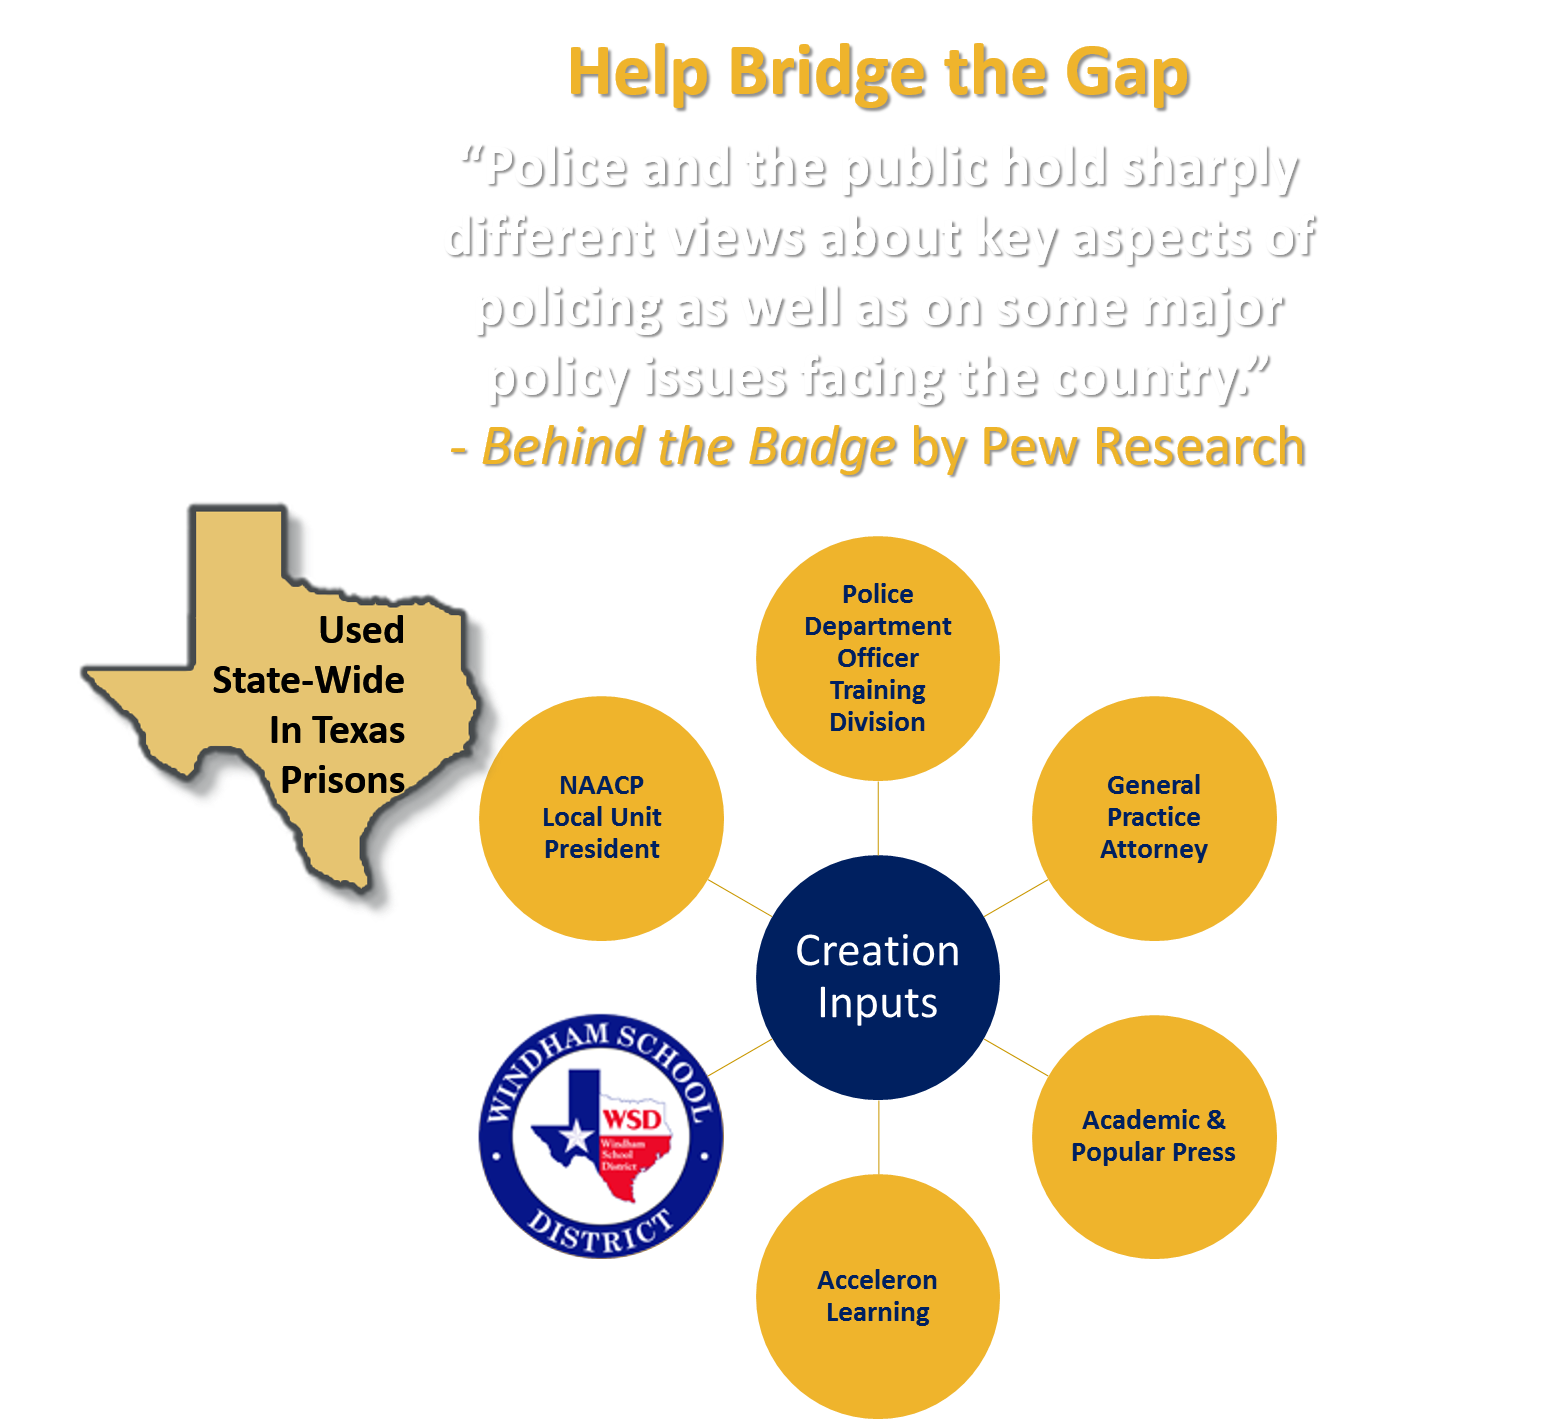 Help Bridge the Gap
“Police and the public hold sharply
different views about key aspects of
policing as well as on some major
policy issues facing the country.”
- Behind the Badge by Pew Research
Used
State-Wide
In Texas
Prisons
Police
Department
Officer
Training
Division
NAACP
Local Unit
President
General
Practice
Attorney
Creation
Inputs
WINDHAM SCHOOL
WSD
Windham
School
District
DISTRICT
Academic &
Popular Press
Acceleron
Learning